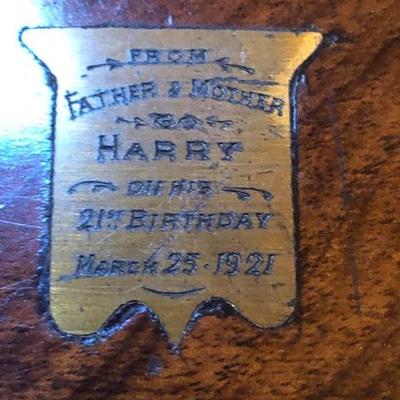 FROM
FATHER & MOTHER
TO
HARRY
ON HIS
21ST BIRTHDAY
MARCH 25·1921